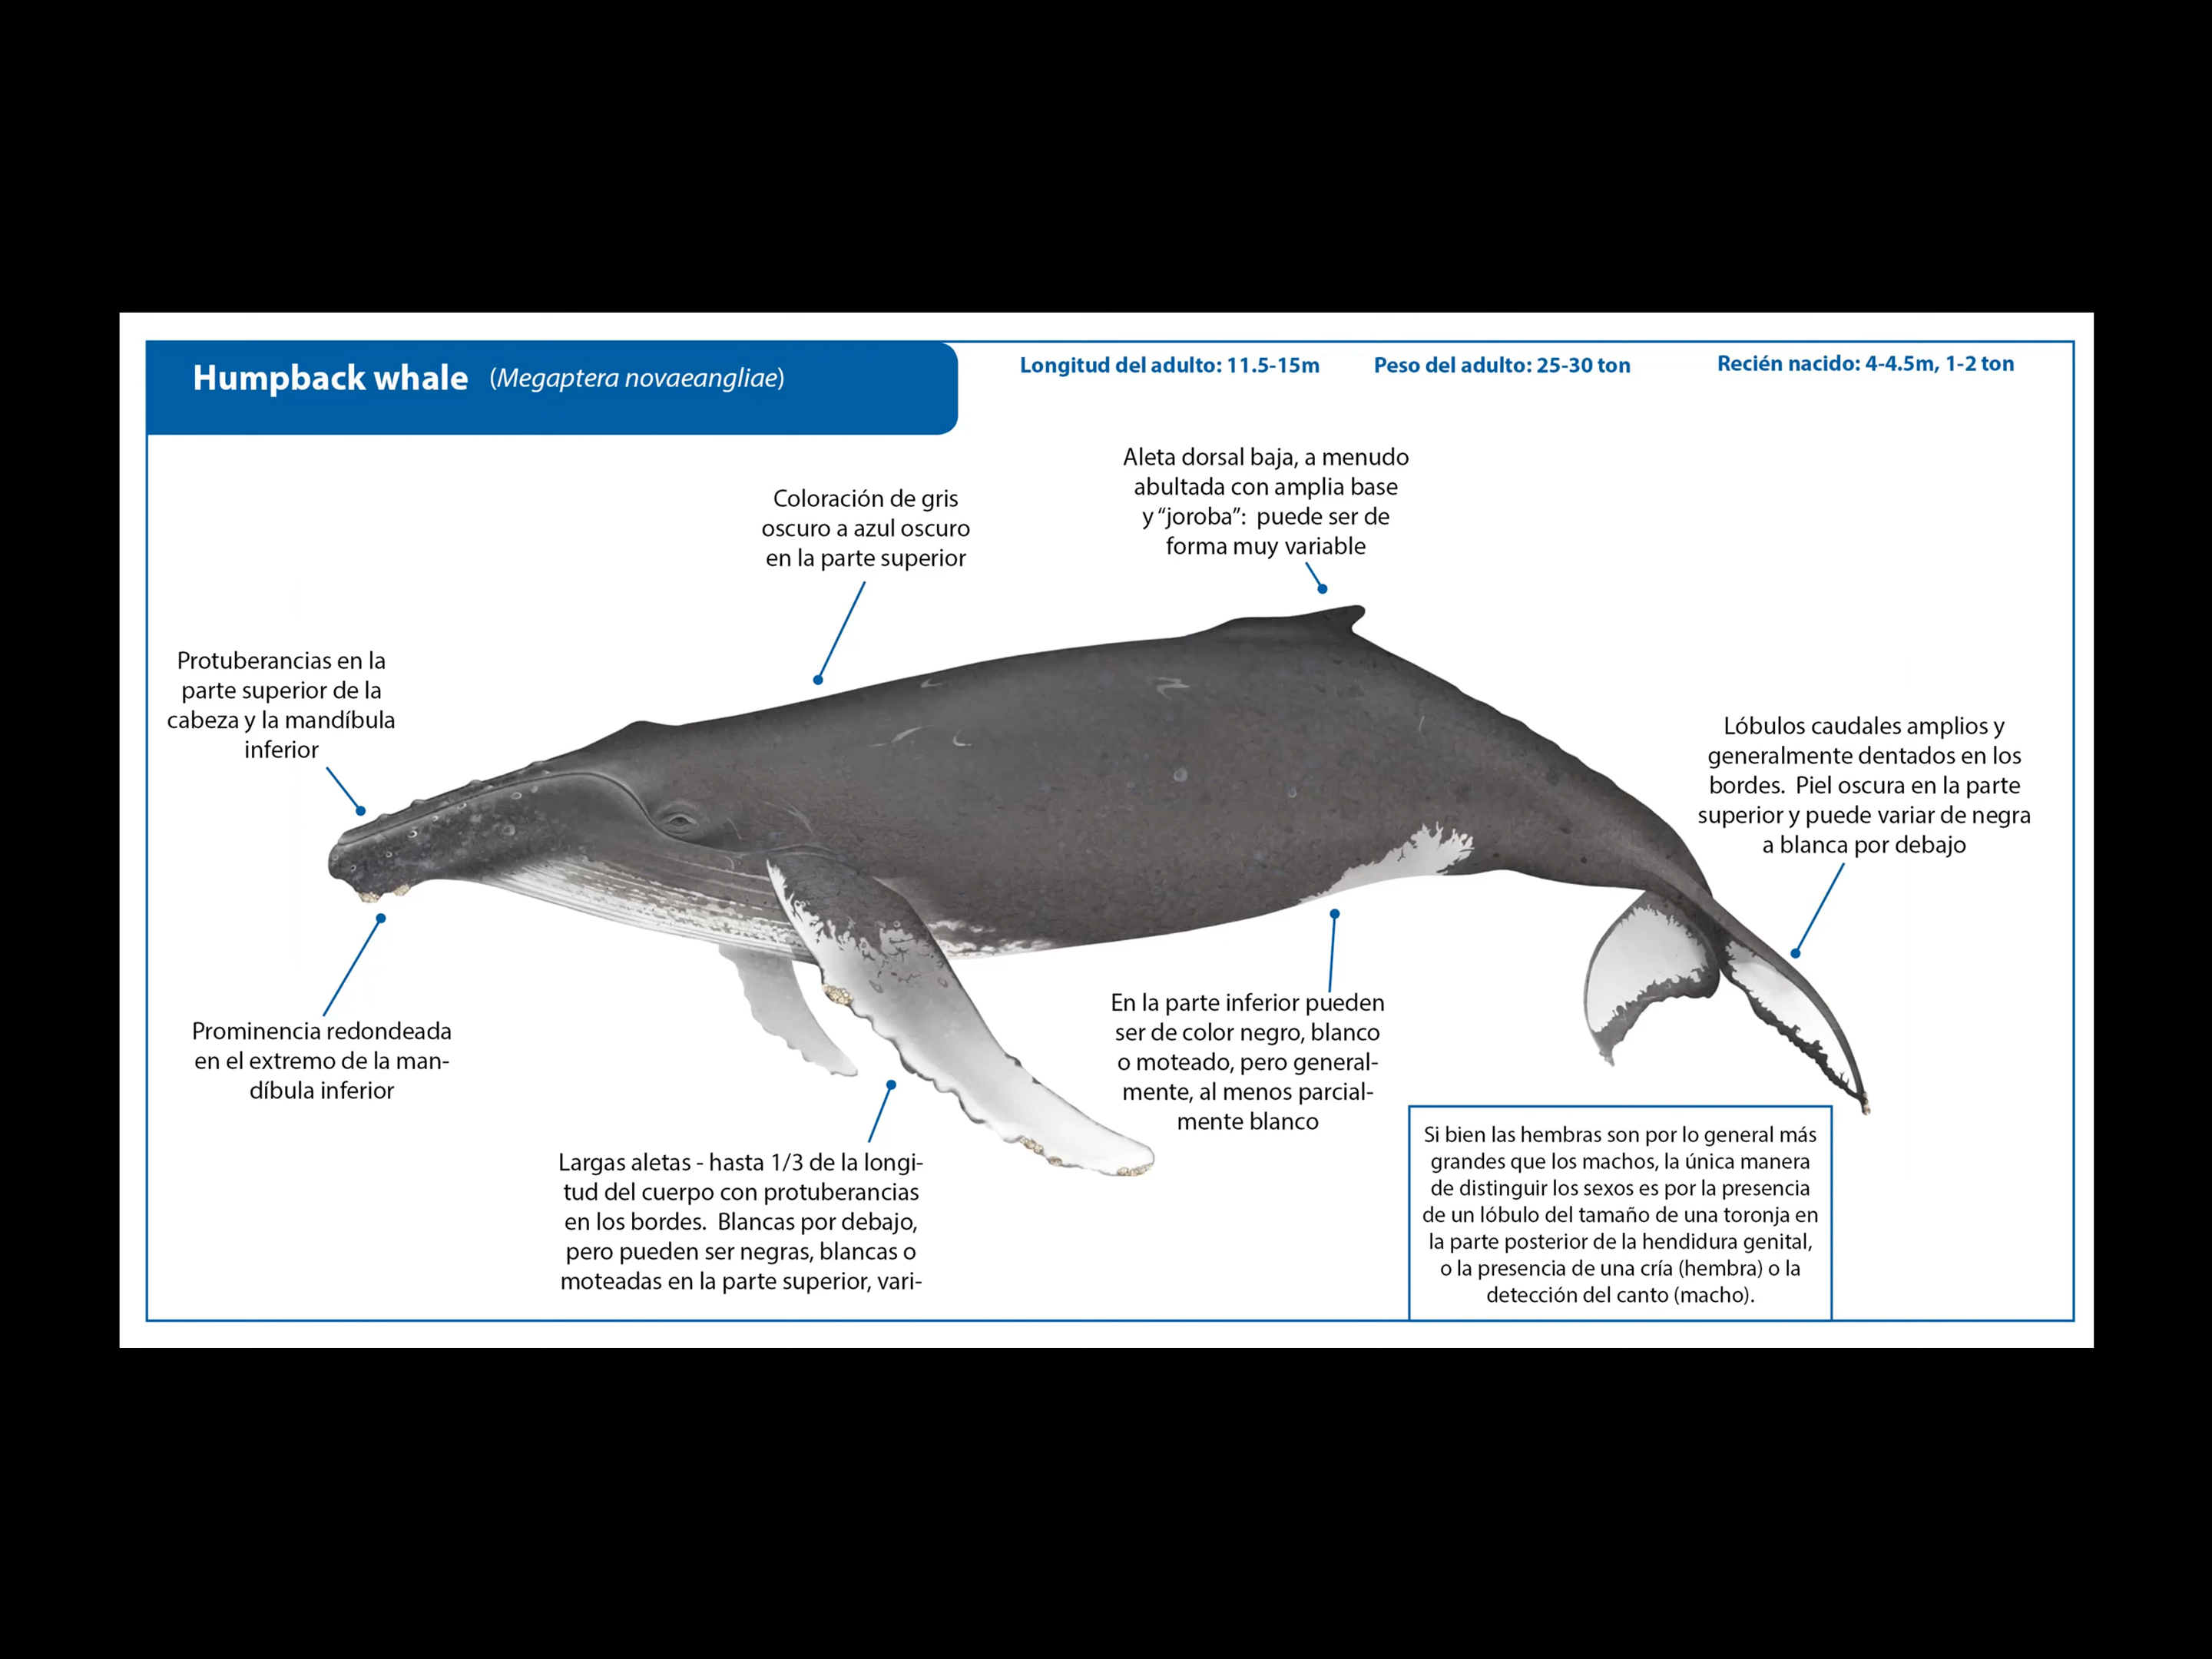 Humpback whale (Megaptera novaeangliae)
Longitud del adulto: 11.5-15m
Peso del adulto: 25-30 ton
Recién nacido: 4-4.5m, 1-2 ton
Aleta dorsal baja, a menudo
abultada con amplia base
y “joroba”: puede ser de
forma muy variable
Coloración de gris
oscuro a azul oscuro
en la parte superior
Protuberancias en la
parte superior de la
cabeza y la mandíbula
inferior
Lóbulos caudales amplios y
generalmente dentados en los
bordes. Piel oscura en la parte
superior y puede variar de negra
a blanca por debajo
Prominencia redondeada
en el extremo de la man-
díbula inferior
En la parte inferior pueden
ser de color negro, blanco
o moteado, pero general-
mente, al menos parcial-
mente blanco
Largas aletas - hasta 1/3 de la longi-
tud del cuerpo con protuberancias
en los bordes. Blancas por debajo,
pero pueden ser negras, blancas o
moteadas en la parte superior, vari-
Si bien las hembras son por lo general más
grandes que los machos, la única manera
de distinguir los sexos es por la presencia
de un lóbulo del tamaño de una toronja en
la parte posterior de la hendidura genital,
o la presencia de una cría (hembra) o la
detección del canto (macho).